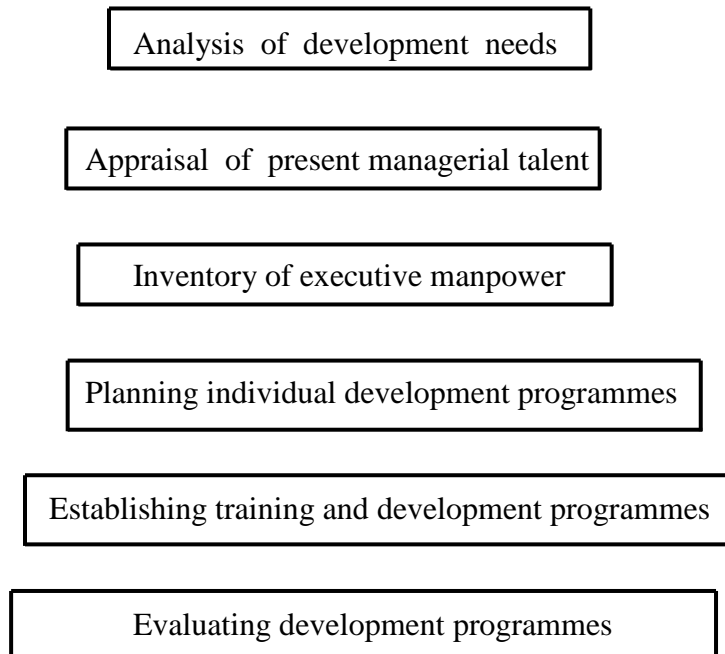 Analysis of development needs
Appraisal of present managerial talent
Inventory of executive manpower
Planning individual development programmes
Establishing training and development programmes
Evaluating development programmes